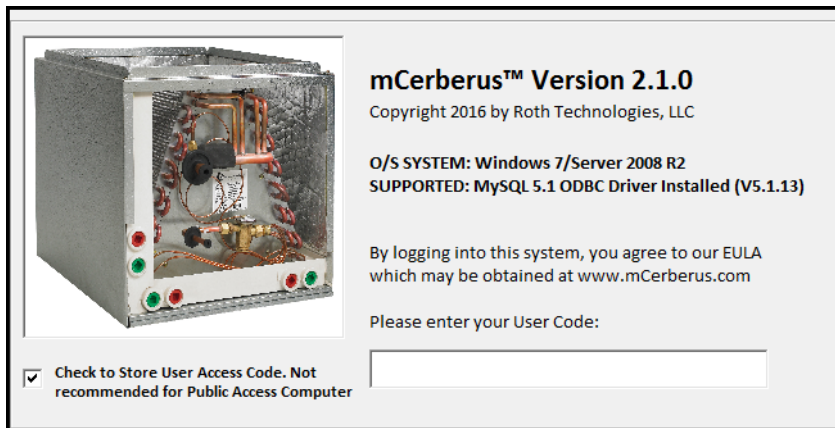 mCerberus™ Version 2.1.0
Copyright 2016 by Roth Technologies, LLC
O/S SYSTEM: Windows 7/Server 2008 R2
SUPPORTED: MySQL 5.1 ODBC Driver Installed (V5.1.13)
By logging into this system, you agree to our EULA
which may be obtained at www.mCerberus.com
Please enter your User Code:
Check to Store User Access Code. Not
recommended for Public Access Computer